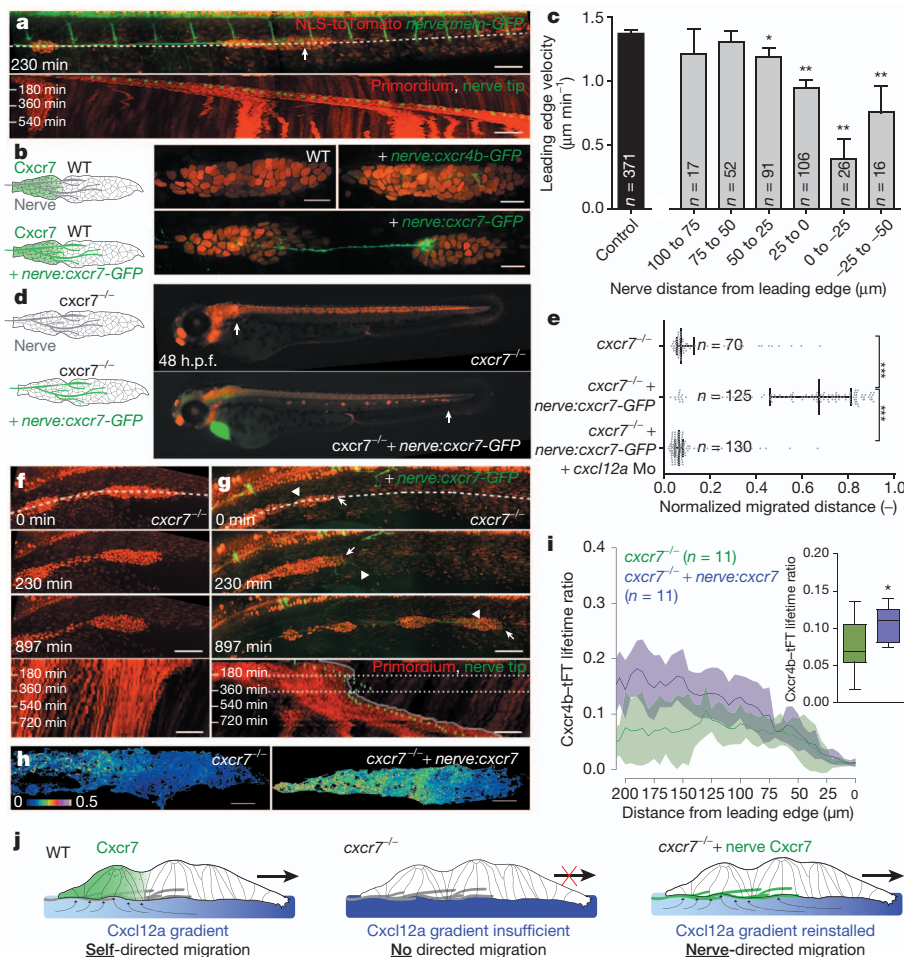 a
NLS-toTomato nerve:mem-GFP
230 min
Primordium, nerve tip
180 min
360 min
540 min
b
Cxcr7 WT
Nerve
Cxcr7 WT
+ nerve:cxcr7-GFP
WT
+ nerve:cxcr4b-GFP
+ nerve:cxcr7-GFP
c
Leading edge velocity
(µm min⁻¹)
1.5
1.0
0.5
0.0
n = 371
n = 17
n = 52
n = 91
n = 106
n = 26
n = 16
*
**
**
**
Control
100 to 75
75 to 50
50 to 25
25 to 0
0 to −25
−25 to −50
Nerve distance from leading edge (µm)
d
cxcr7⁻/⁻
Nerve
cxcr7⁻/⁻
+ nerve:cxcr7-GFP
48 h.p.f.
cxcr7⁻/⁻
cxcr7⁻/⁻ + nerve:cxcr7-GFP
e
cxcr7⁻/⁻
n = 70
cxcr7⁻/⁻ +
nerve:cxcr7-GFP
n = 125
cxcr7⁻/⁻ +
nerve:cxcr7-GFP
+ cxcl12a Mo
n = 130
***
***
0.0 0.2 0.4 0.6 0.8 1.0
Normalized migrated distance (–)
f
0 min
cxcr7⁻/⁻
230 min
897 min
180 min
360 min
540 min
720 min
g
+ nerve:cxcr7-GFP
0 min
cxcr7⁻/⁻
230 min
897 min
Primordium, nerve tip
180 min
360 min
540 min
720 min
h
cxcr7⁻/⁻
0 0.5
cxcr7⁻/⁻ + nerve:cxcr7
i
cxcr7⁻/⁻ (n = 11)
cxcr7⁻/⁻ + nerve:cxcr7
(n = 11)
Cxcr4b–tFT lifetime ratio
0.4
0.3
0.2
0.1
0.0
200 175 150 125 100 75 50 25 0
Distance from leading edge (µm)
Cxcr4b–tFT lifetime ratio
0.20
0.15
0.10
0.05
0.00
*
j
WT
Cxcr7
Cxcl12a gradient
Self-directed migration
cxcr7⁻/⁻
Cxcl12a gradient insufficient
No directed migration
cxcr7⁻/⁻ + nerve Cxcr7
Cxcl12a gradient reinstalled
Nerve-directed migration